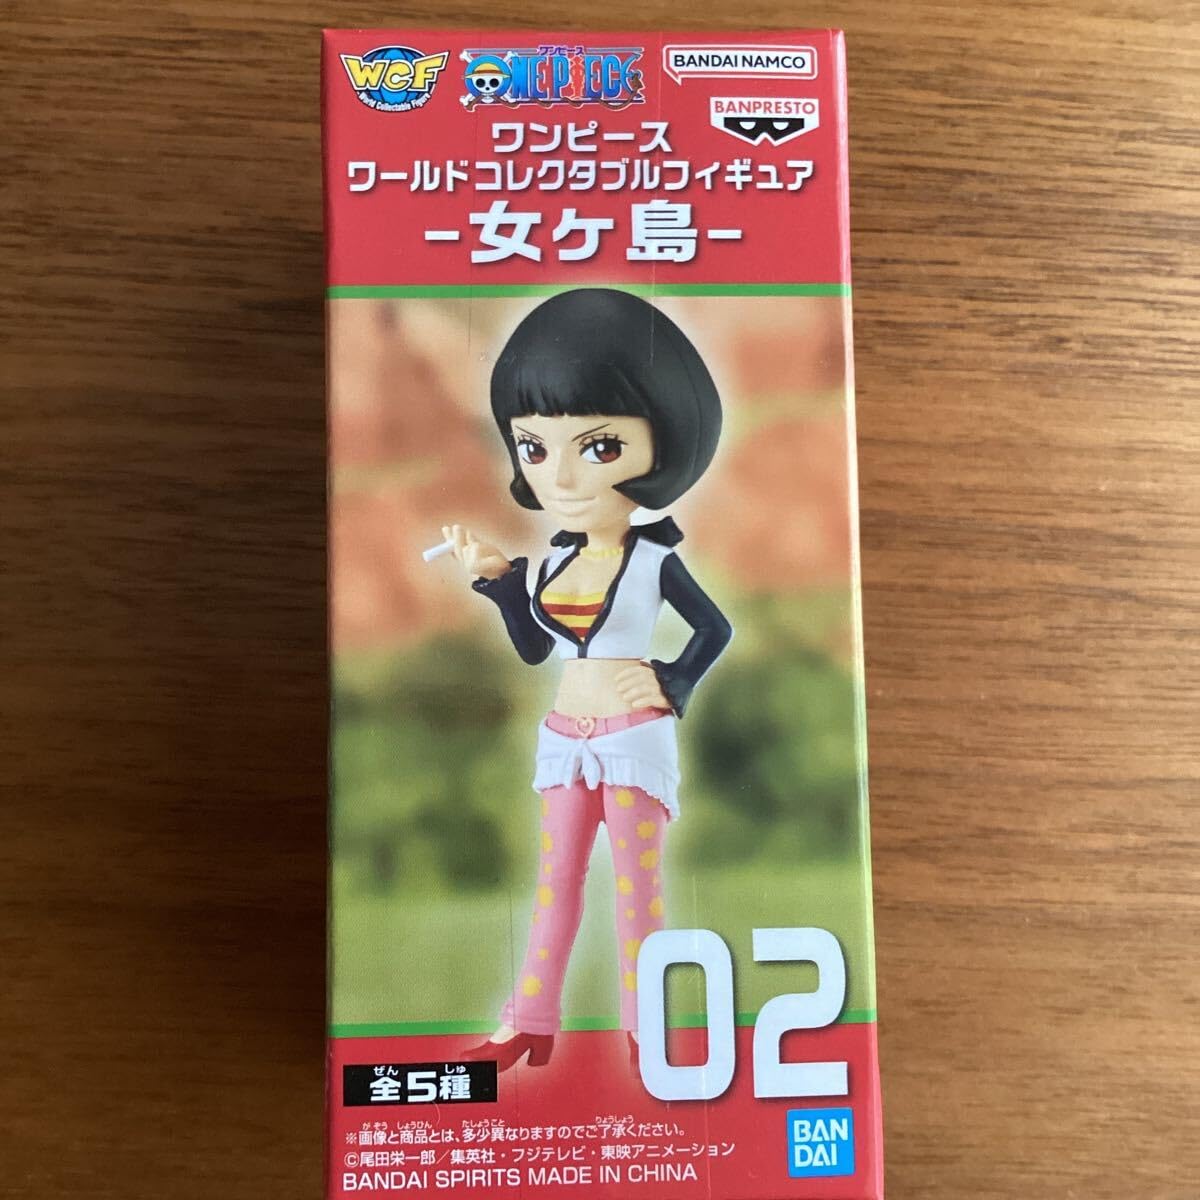 WCF
World Collectable Figure
ワンピース
ONE PIECE
BANDAI NAMCO
BANPRESTO
ワンピース
ワールドコレクタブルフィギュア
-女ヶ島-
02
ぜん しゅ
全5種
がぞう しょうひん たしょうこと りょうしょう
※画像と商品とは、多少異なりますのでご了承ください。
©尾田栄一郎/集英社・フジテレビ・東映アニメーション
BANDAI SPIRITS MADE IN CHINA
BAN
DAI